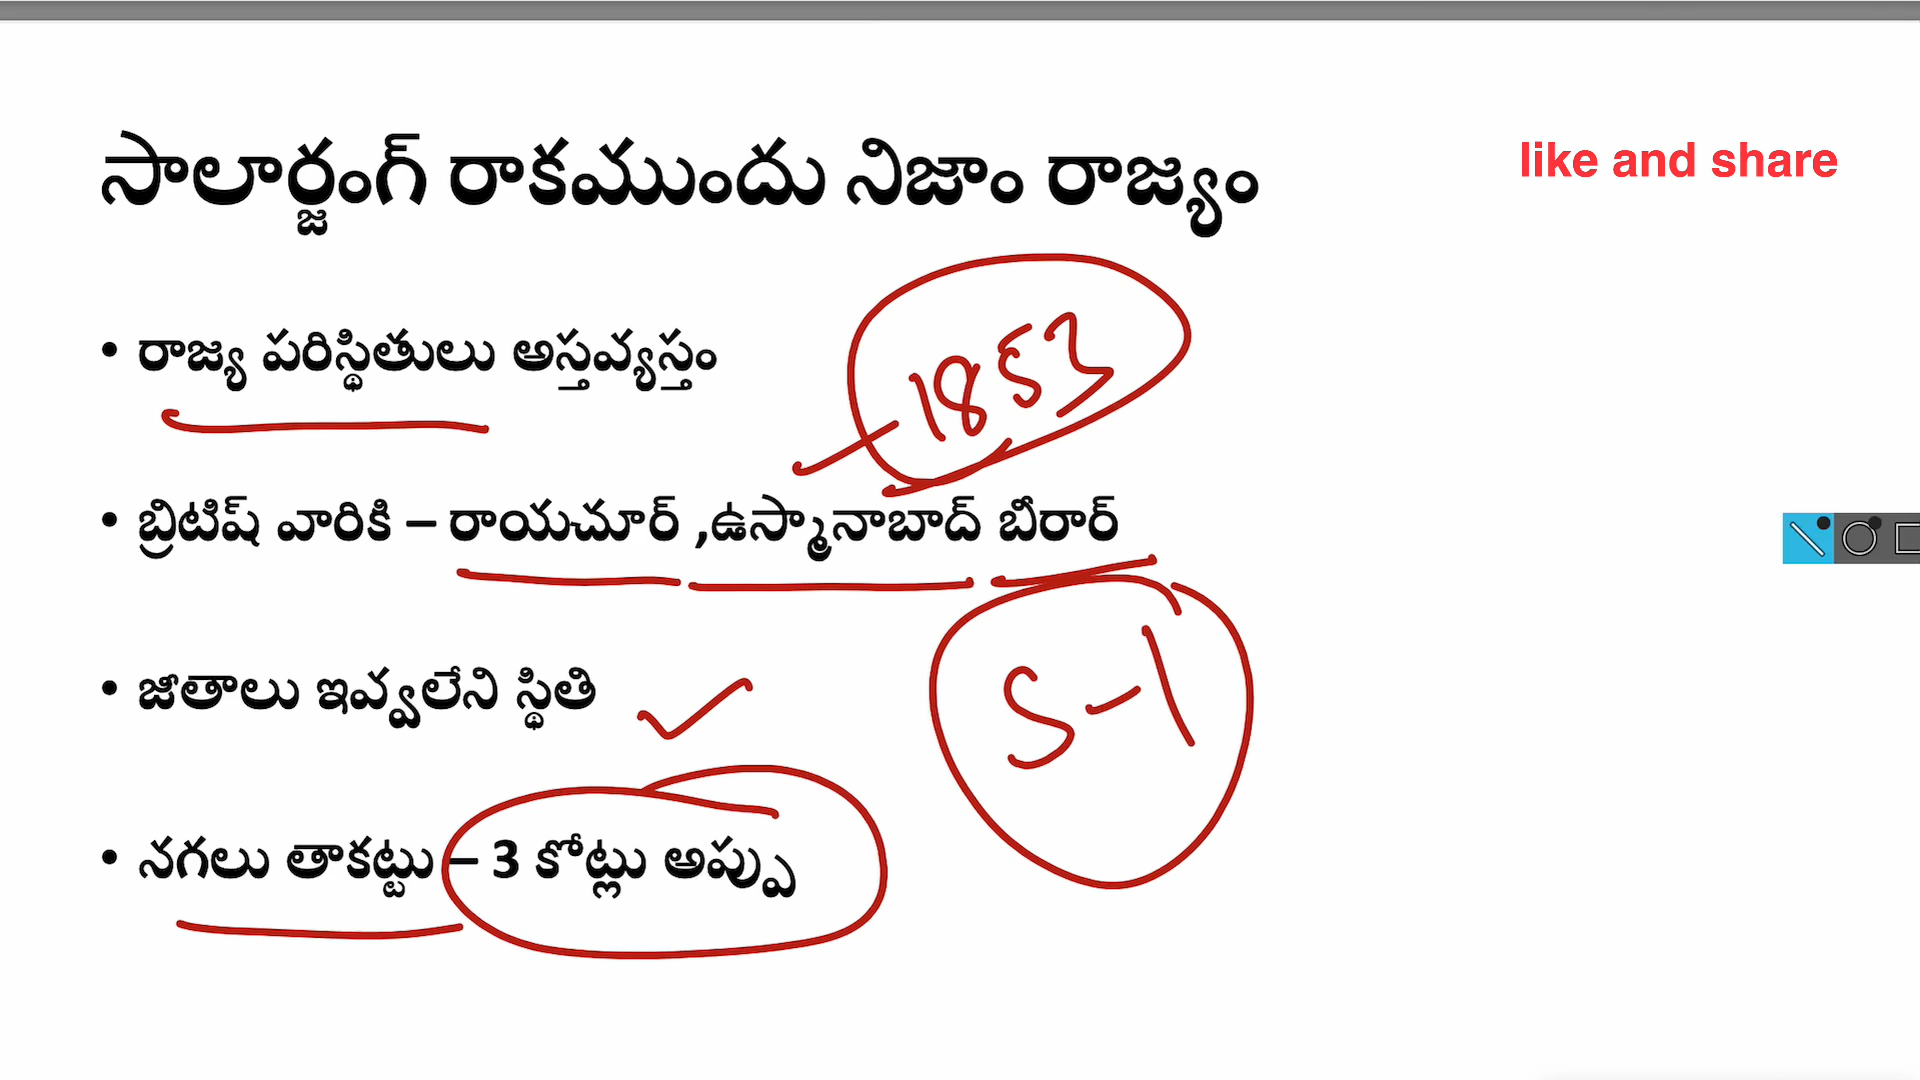 సాలార్జంగ్ రాకముందు నిజాం రాజ్యం
like and share
• రాజ్య పరిస్థితులు అస్తవ్యస్తం
1853
• బ్రిటిష్ వారికి – రాయచూర్ ,ఉస్మానాబాద్ బీరార్
• జీతాలు ఇవ్వలేని స్థితి
S-1
• నగలు తాకట్టు – 3 కోట్లు అప్పు